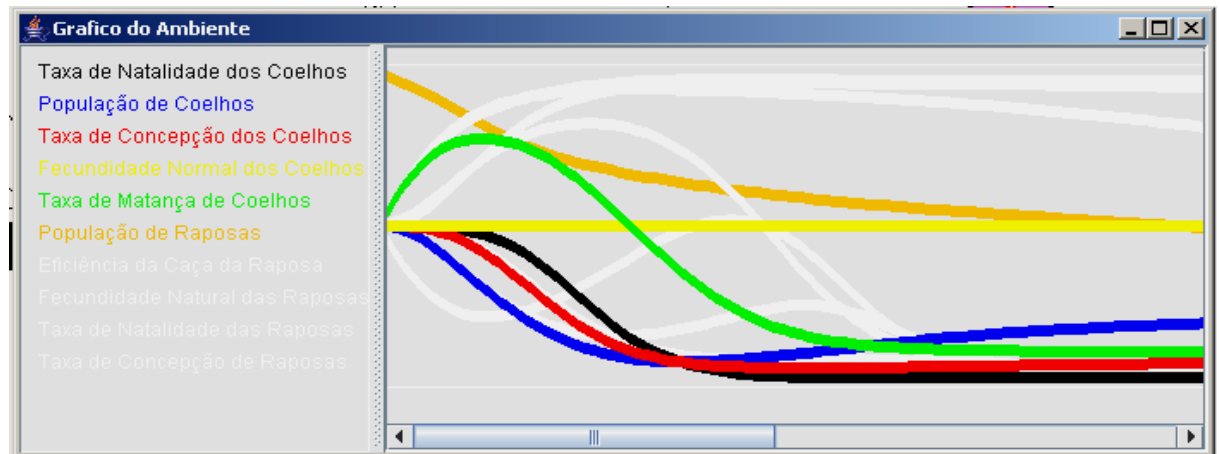 Grafico do Ambiente
Taxa de Natalidade dos Coelhos
População de Coelhos
Taxa de Concepção dos Coelhos
Fecundidade Normal dos Coelhos
Taxa de Matança de Coelhos
População de Raposas
Eficiência da Caça da Raposa
Fecundidade Natural das Raposas
Taxa de Natalidade das Raposas
Taxa de Concepção de Raposas